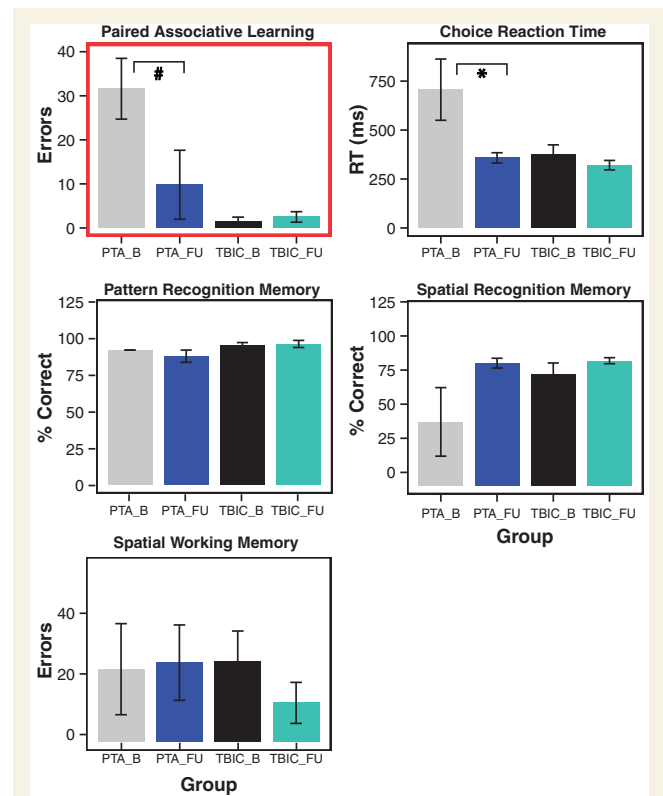 Paired Associative Learning
Errors
40
30
20
10
0
#
PTA_B PTA_FU TBIC_B TBIC_FU
Choice Reaction Time
RT (ms)
750
500
250
0
*
PTA_B PTA_FU TBIC_B TBIC_FU
Pattern Recognition Memory
% Correct
125
100
75
50
25
0
PTA_B PTA_FU TBIC_B TBIC_FU
Spatial Recognition Memory
% Correct
125
100
75
50
25
0
PTA_B PTA_FU TBIC_B TBIC_FU
Group
Spatial Working Memory
Errors
40
20
0
PTA_B PTA_FU TBIC_B TBIC_FU
Group